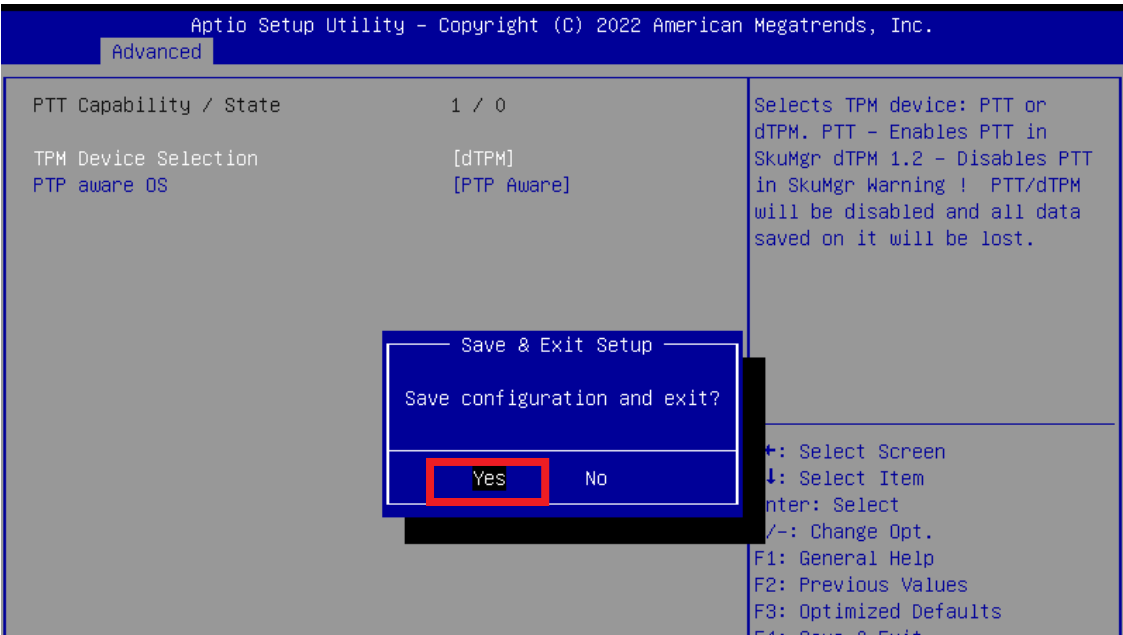 Aptio Setup Utility – Copyright (C) 2022 American Megatrends, Inc.
Advanced
PTT Capability / State 1 / 0
TPM Device Selection [dTPM]
PTP aware OS [PTP Aware]
Selects TPM device: PTT or
dTPM. PTT – Enables PTT in
SkuMgr dTPM 1.2 – Disables PTT
in SkuMgr Warning ! PTT/dTPM
will be disabled and all data
saved on it will be lost.
Save & Exit Setup
Save configuration and exit?
Yes No
: Select Screen
↓: Select Item
nter: Select
/–: Change Opt.
F1: General Help
F2: Previous Values
F3: Optimized Defaults